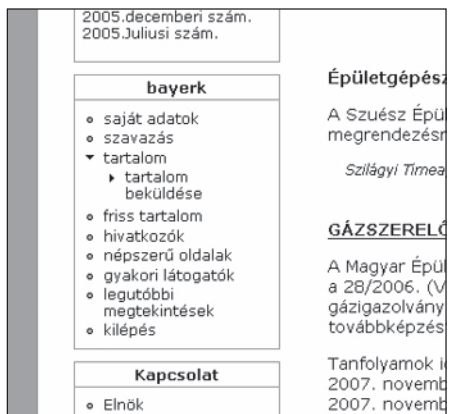 2005.decemberi szám.
2005.Juliusi szám.
bayerk
saját adatok
szavazás
tartalom
tartalom
beküldése
friss tartalom
hivatkozók
népszerű oldalak
gyakori látogatók
legutóbbi
megtekintések
kilépés
Kapcsolat
Elnök
Épületgépész
A Szuész Épül
megrendezésr
Szilágyi Tímea
GÁZSZERELŐ
A Magyar Épül
a 28/2006. (V
gázigazolvány
továbbképzés
Tanfolyamok i
2007. novemb
2007. novemb